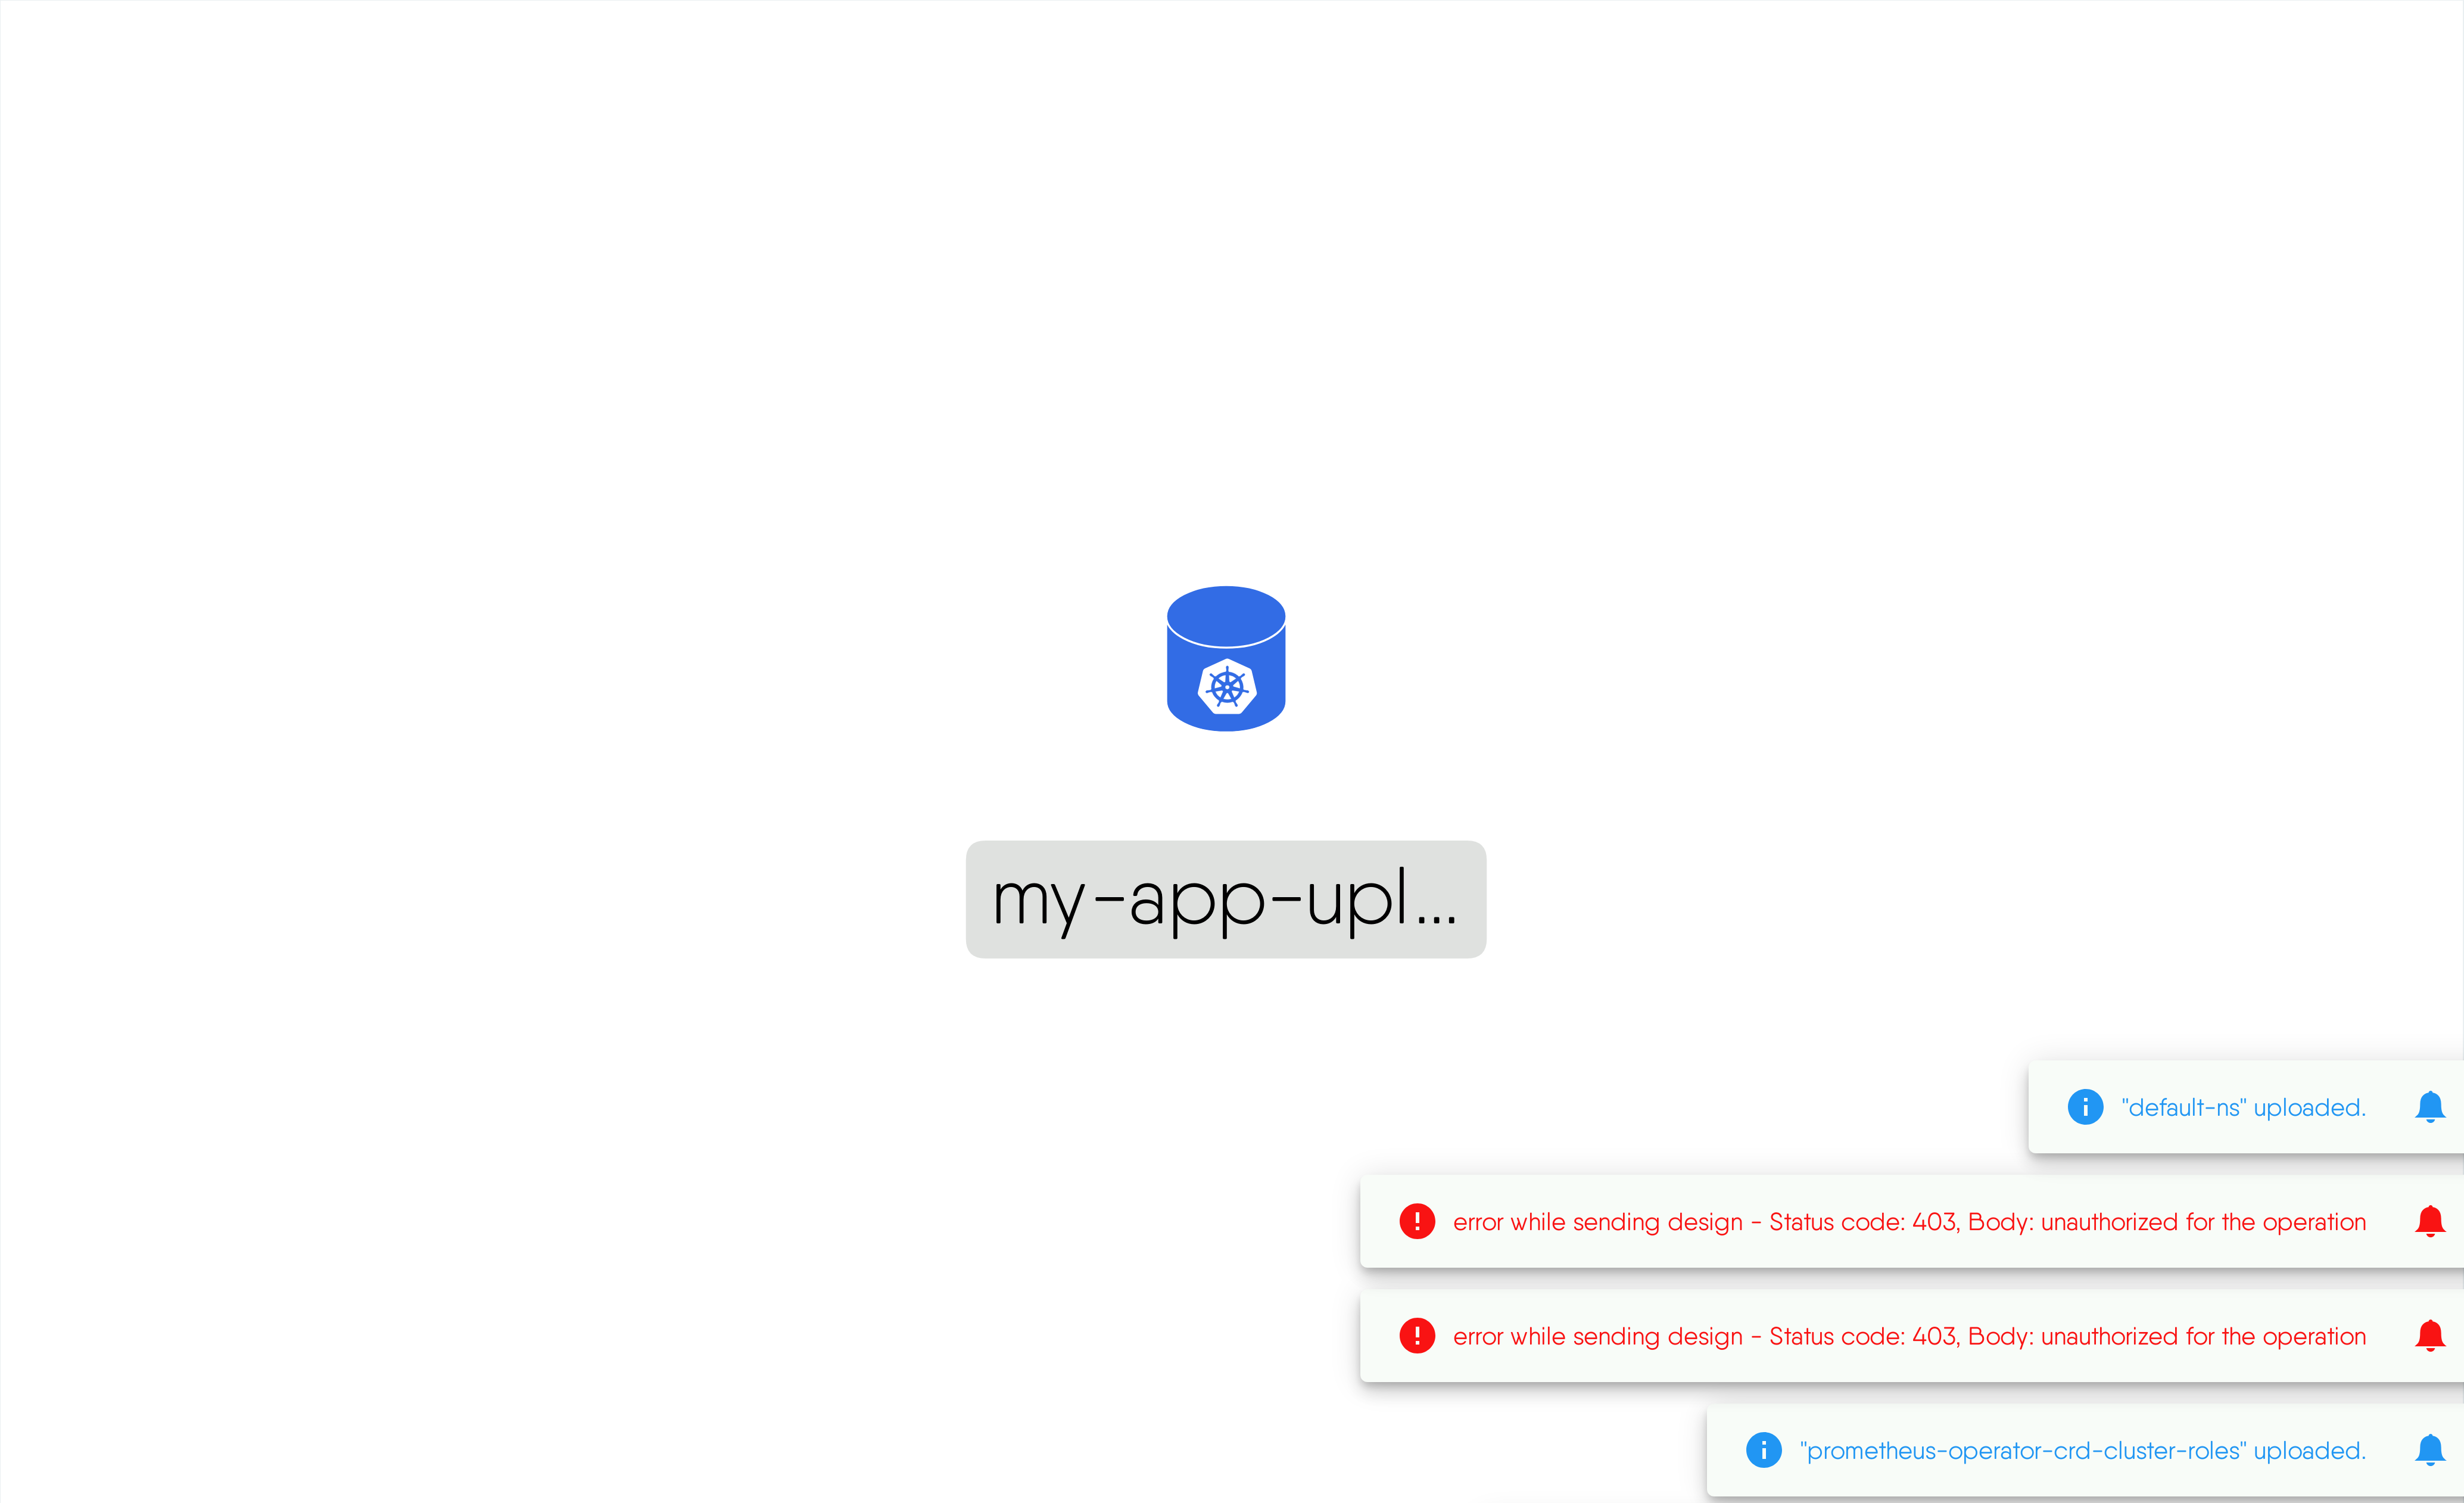 my-app-upl...
"default-ns" uploaded.
error while sending design - Status code: 403, Body: unauthorized for the operation
error while sending design - Status code: 403, Body: unauthorized for the operation
"prometheus-operator-crd-cluster-roles" uploaded.